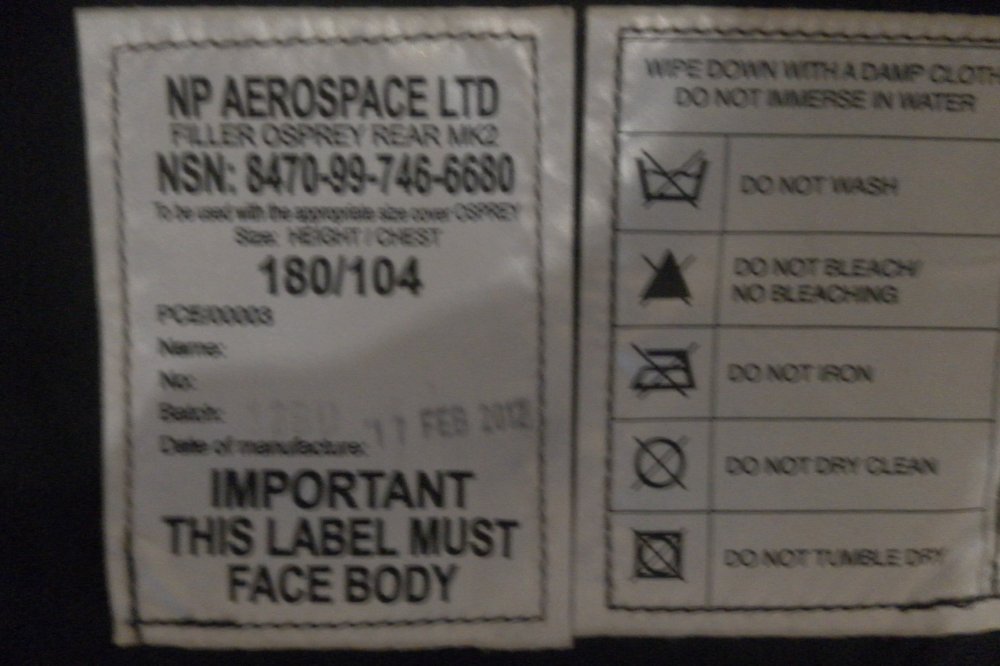 NP AEROSPACE LTD
FILLER OSPREY REAR MK2
NSN: 8470-99-746-6680
To be used with the appropriate size cover OSPREY
Size: HEIGHT / CHEST
180/104
PCE/00003
Name:
No:
Batch:
Date of manufacture: 17 FEB 2012
IMPORTANT
THIS LABEL MUST
FACE BODY
WIPE DOWN WITH A DAMP CLOTH
DO NOT IMMERSE IN WATER
DO NOT WASH
DO NOT BLEACH/
NO BLEACHING
DO NOT IRON
DO NOT DRY CLEAN
DO NOT TUMBLE DRY